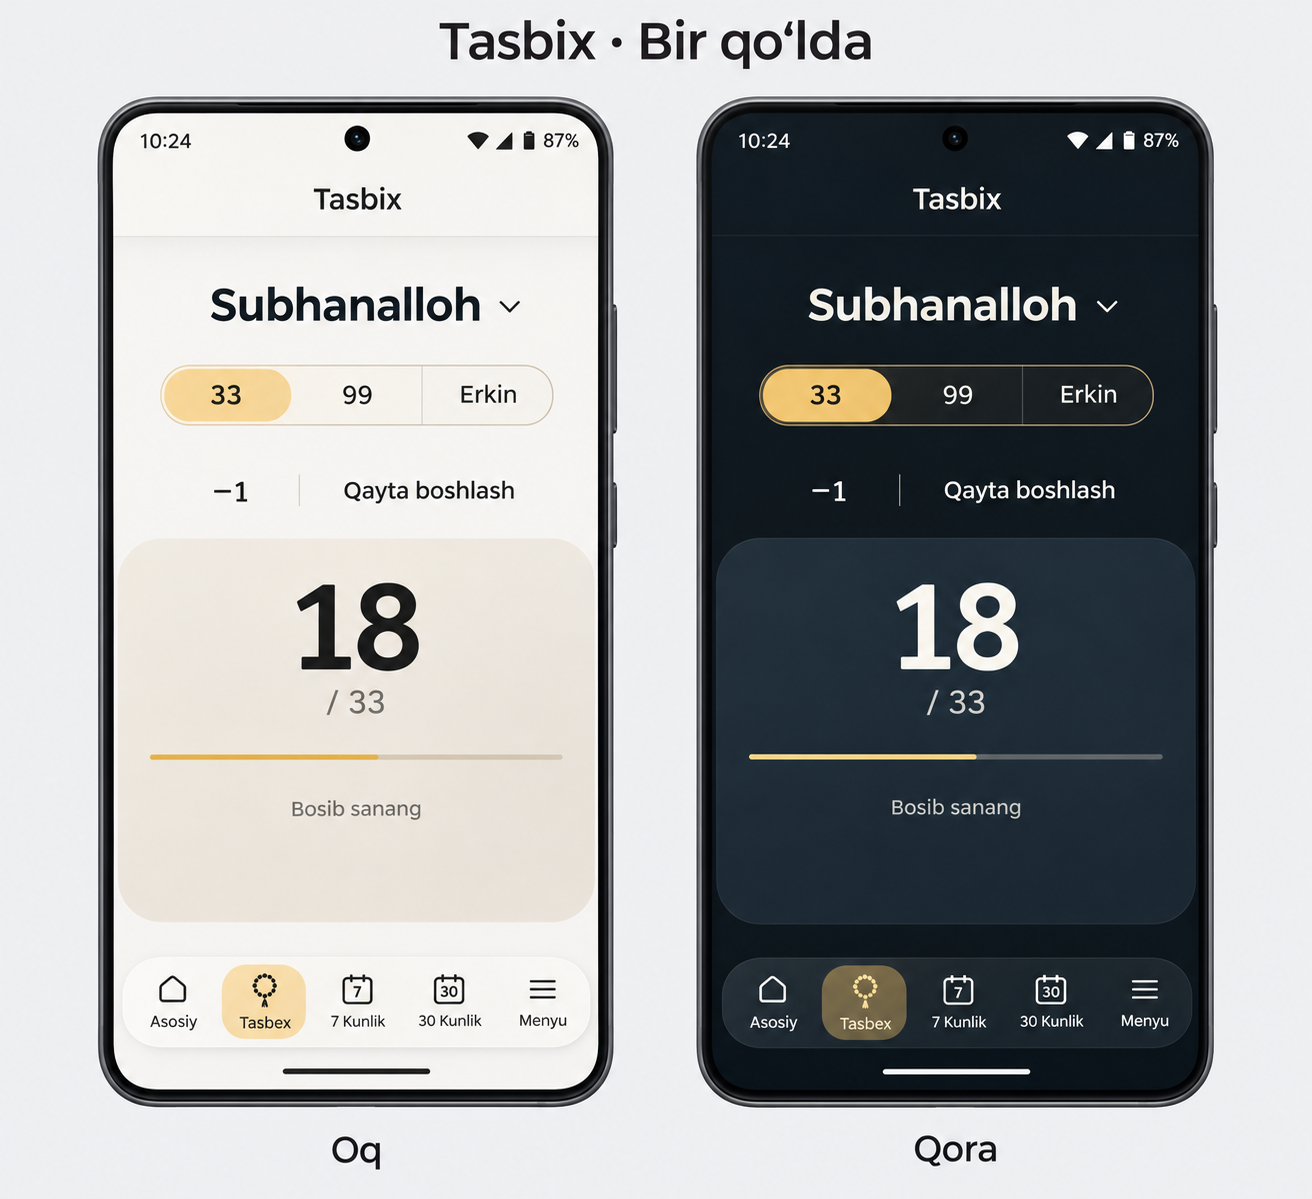 Tasbix · Bir qo‘lda
10:24 87%
Tasbix
Subhanalloh
33 99 Erkin
−1 Qayta boshlash
18
/ 33
Bosib sanang
7 30
Asosiy Tasbex 7 Kunlik 30 Kunlik Menyu
Oq
10:24 87%
Tasbix
Subhanalloh
33 99 Erkin
−1 Qayta boshlash
18
/ 33
Bosib sanang
7 30
Asosiy Tasbex 7 Kunlik 30 Kunlik Menyu
Qora